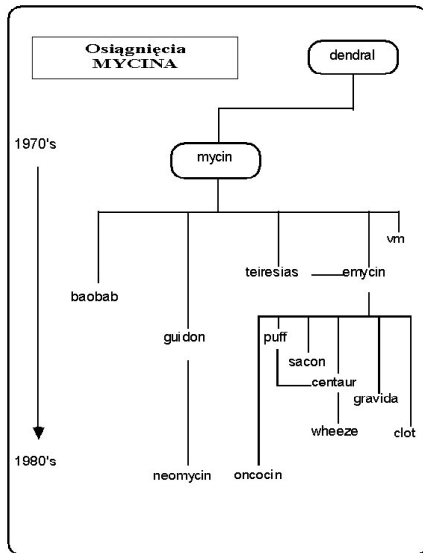 Osiągnięcia
MYCINA
dendral
1970's
mycin
vm
teiresias
emycin
baobab
guidon
puff
sacon
centaur
gravida
wheeze
clot
1980's
neomycin
oncocin